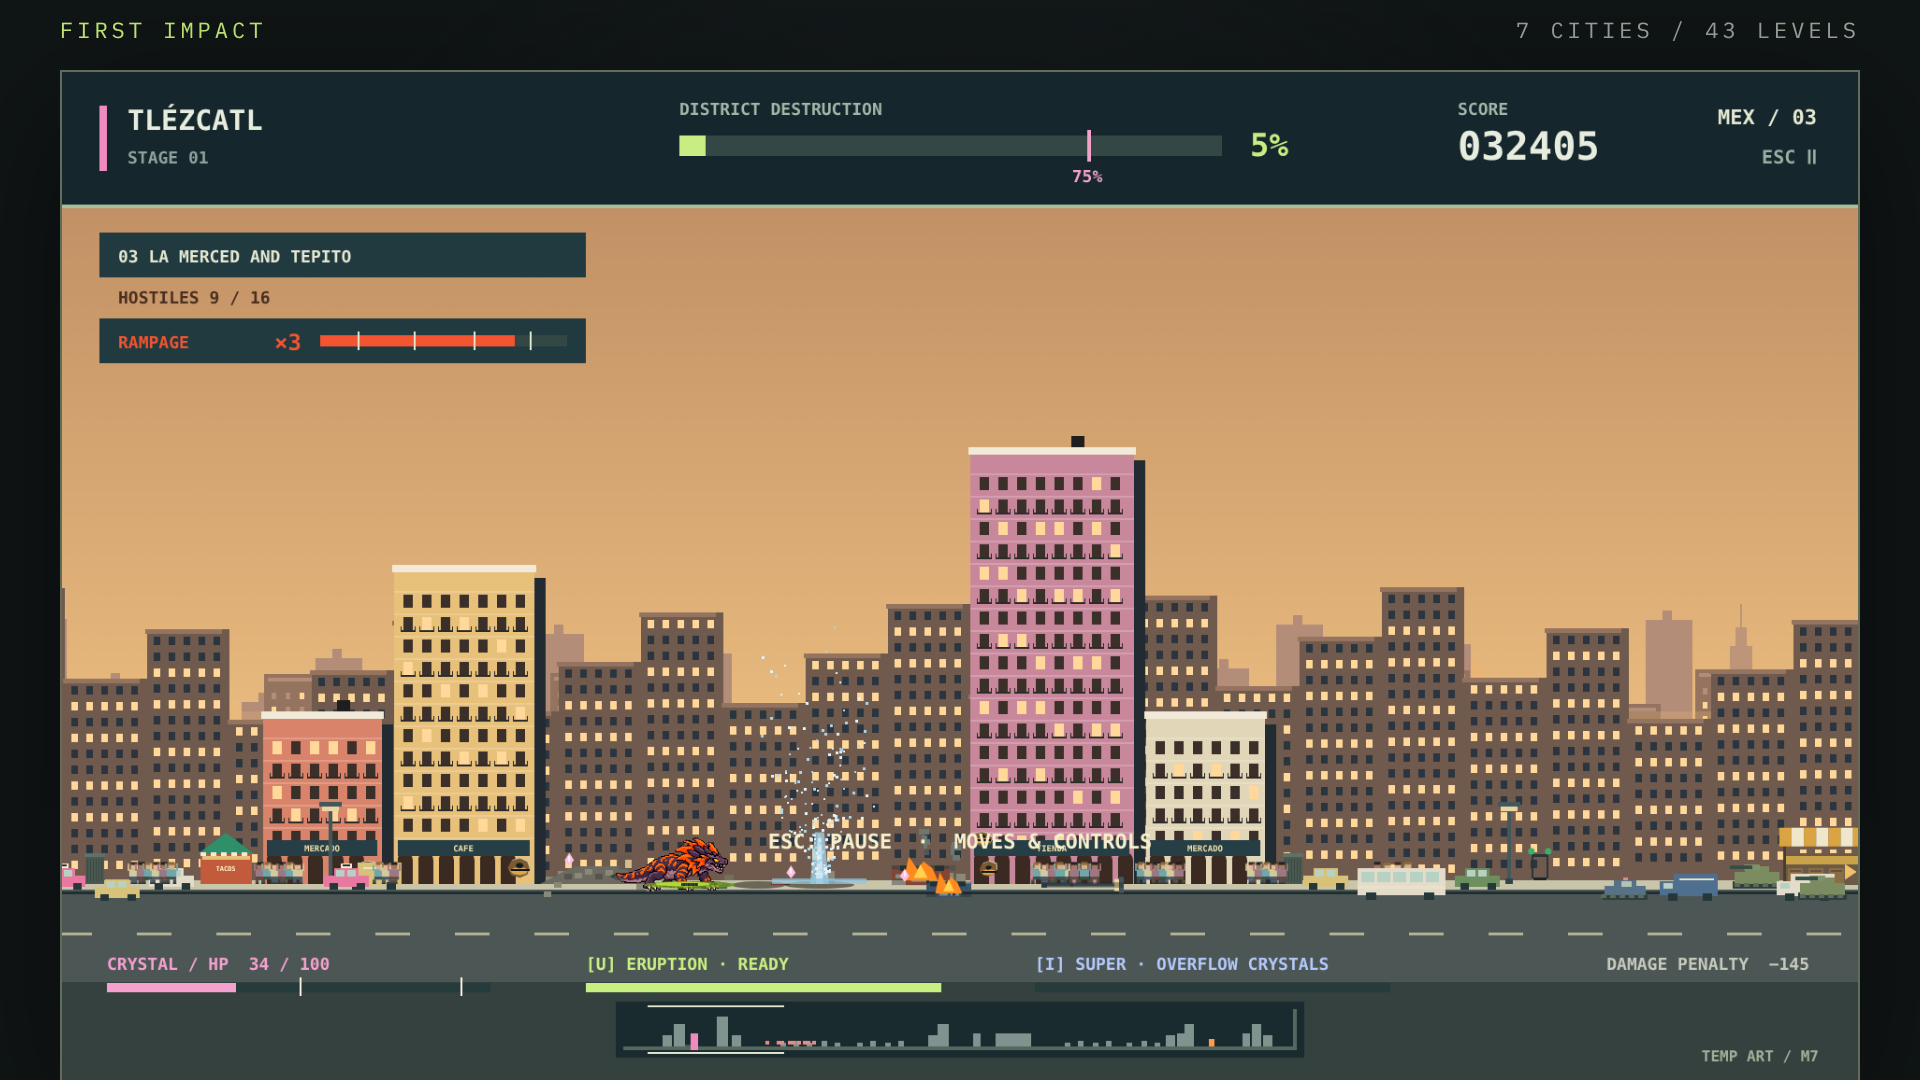 FIRST IMPACT
7 CITIES / 43 LEVELS
TLÉZCATL
STAGE 01
DISTRICT DESTRUCTION
5%
75%
SCORE
032405
MEX / 03
ESC II
03 LA MERCED AND TEPITO
HOSTILES 9 / 16
RAMPAGE ×3
ESC PAUSE · MOVES & CONTROLS
MERCADO
CAFE
TIENDA
MERCADO
TACOS
CRYSTAL / HP 34 / 100
[U] ERUPTION · READY
[I] SUPER · OVERFLOW CRYSTALS
DAMAGE PENALTY −145
TEMP ART / M7